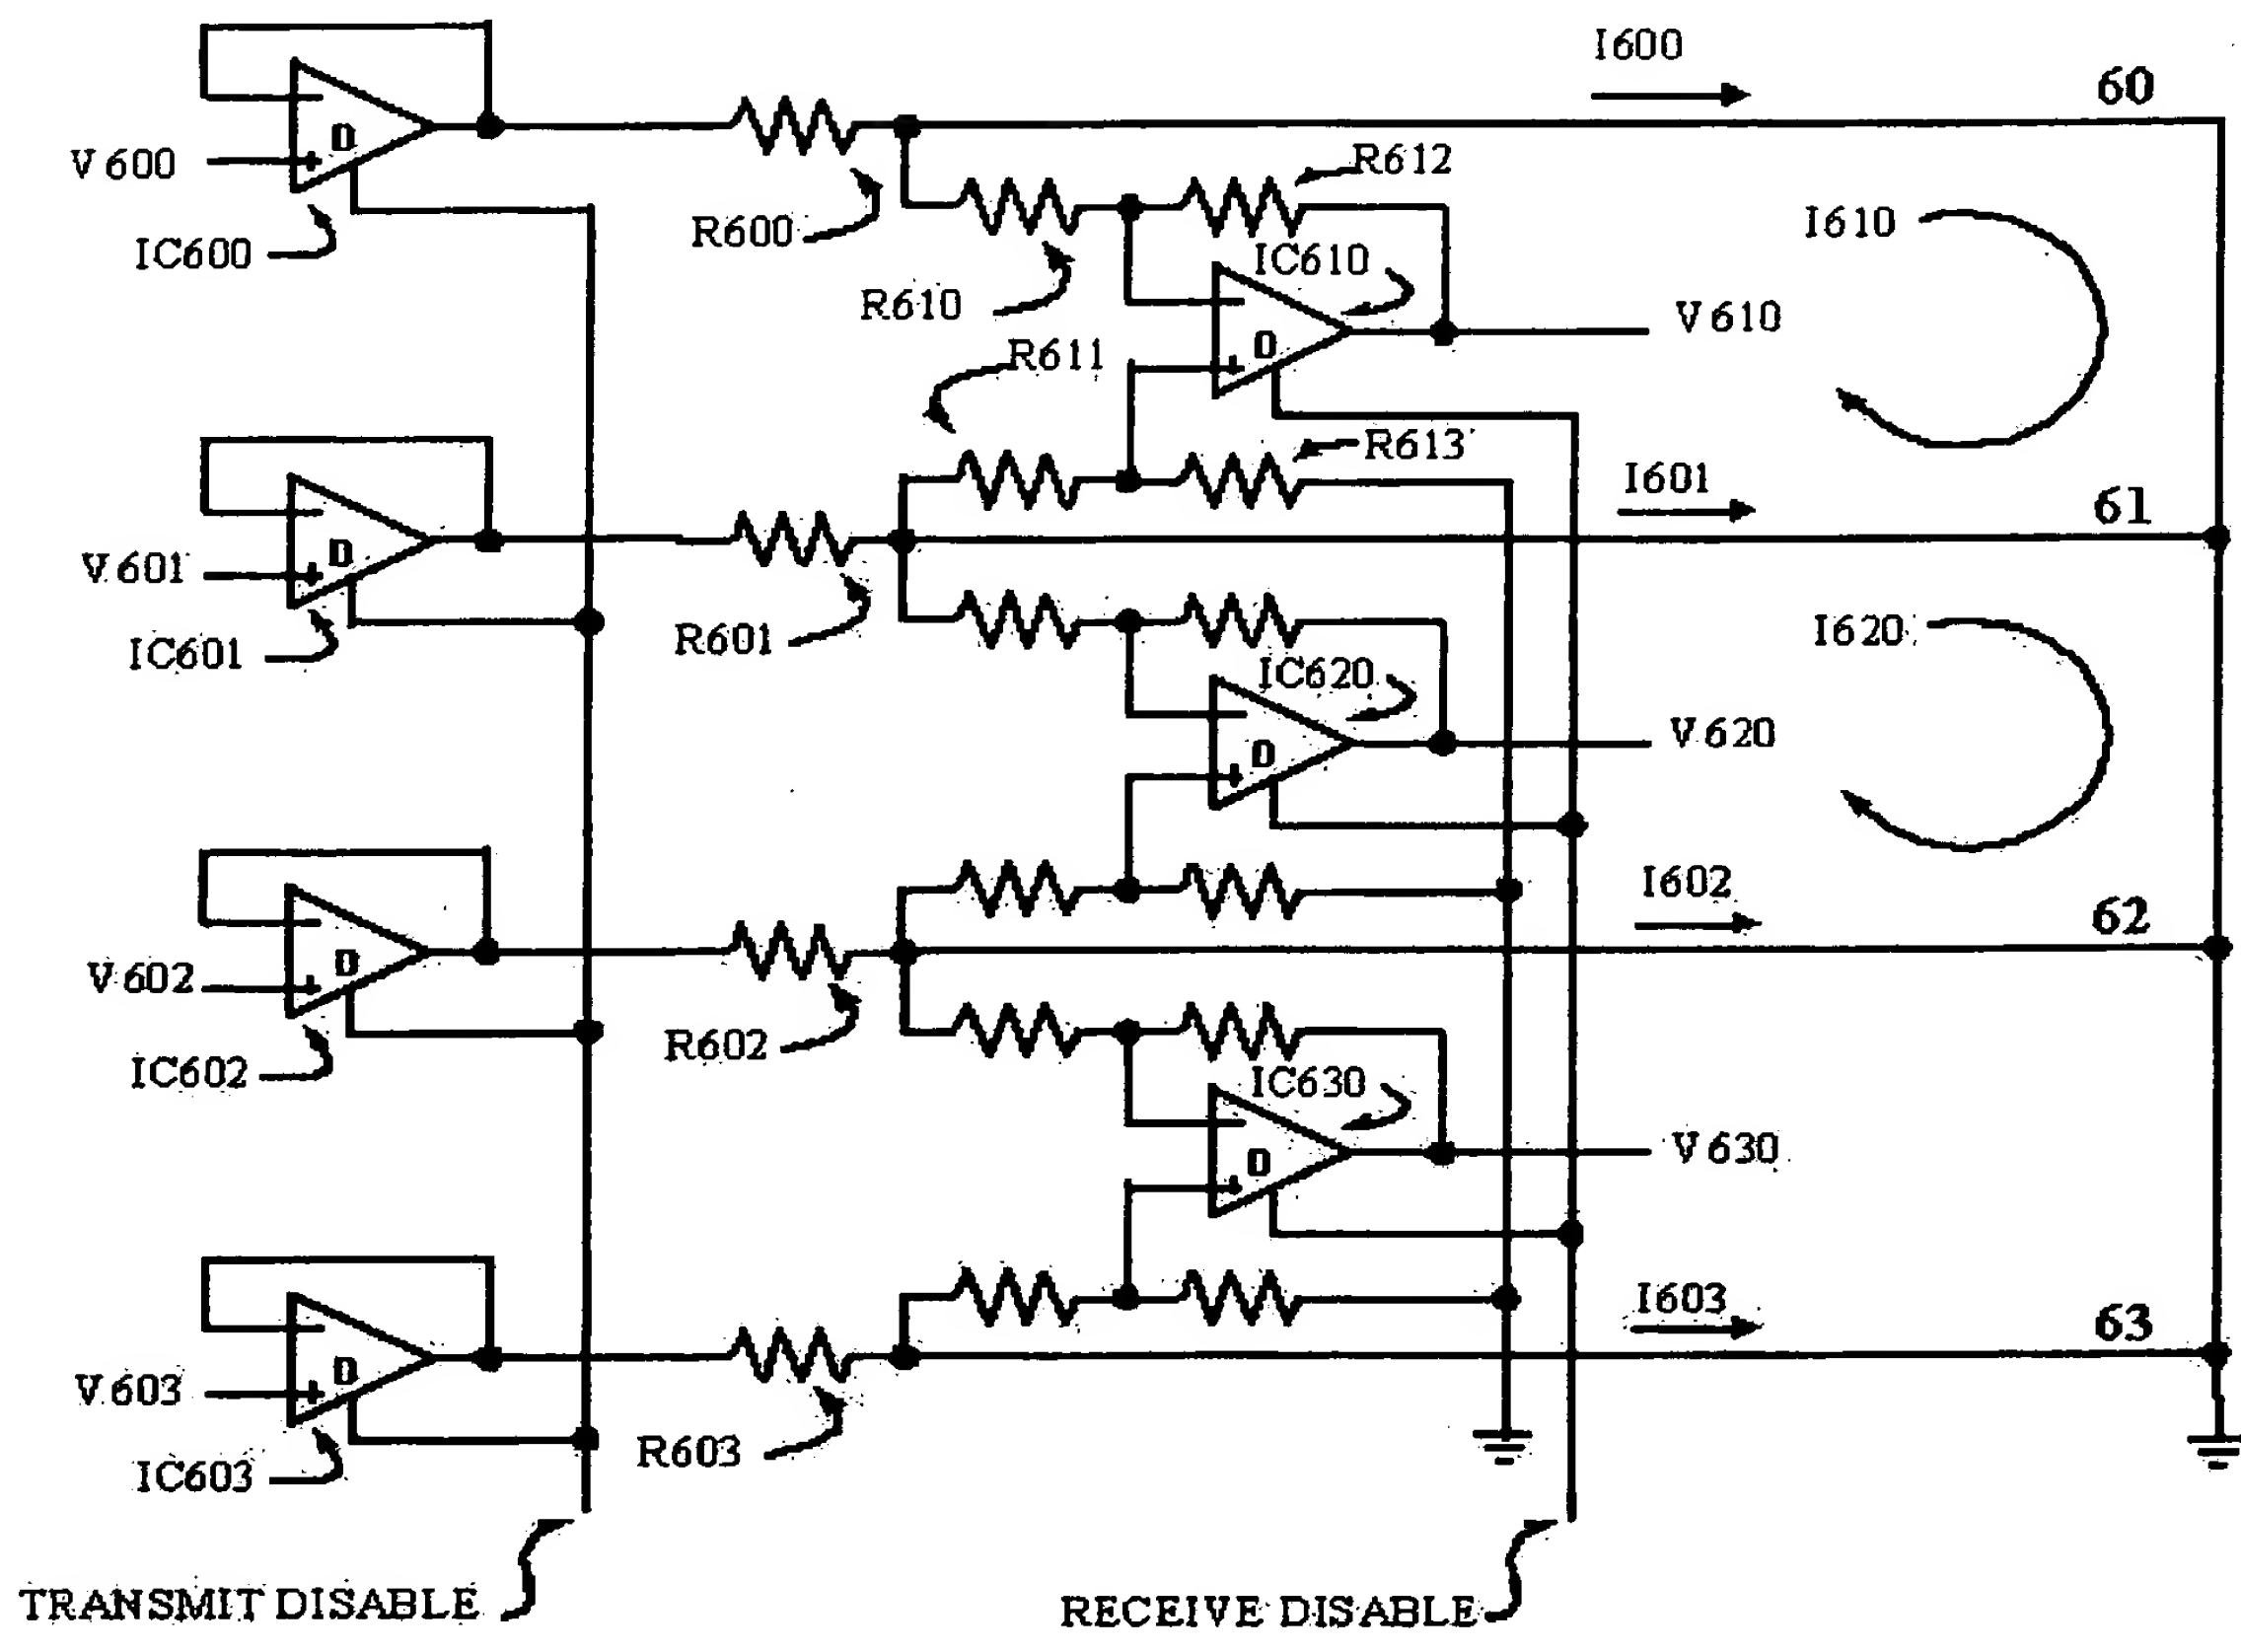 I600
60
V600
D
R612
R600
I610
IC600
IC610
R610
V610
D
R611
R613
I601
61
V601
D
R601
I620
IC601
IC620
V620
D
I602
62
V602
D
R602
IC602
IC630
V630
D
I603
63
V603
D
R603
IC603
TRANSMIT DISABLE
RECEIVE DISABLE